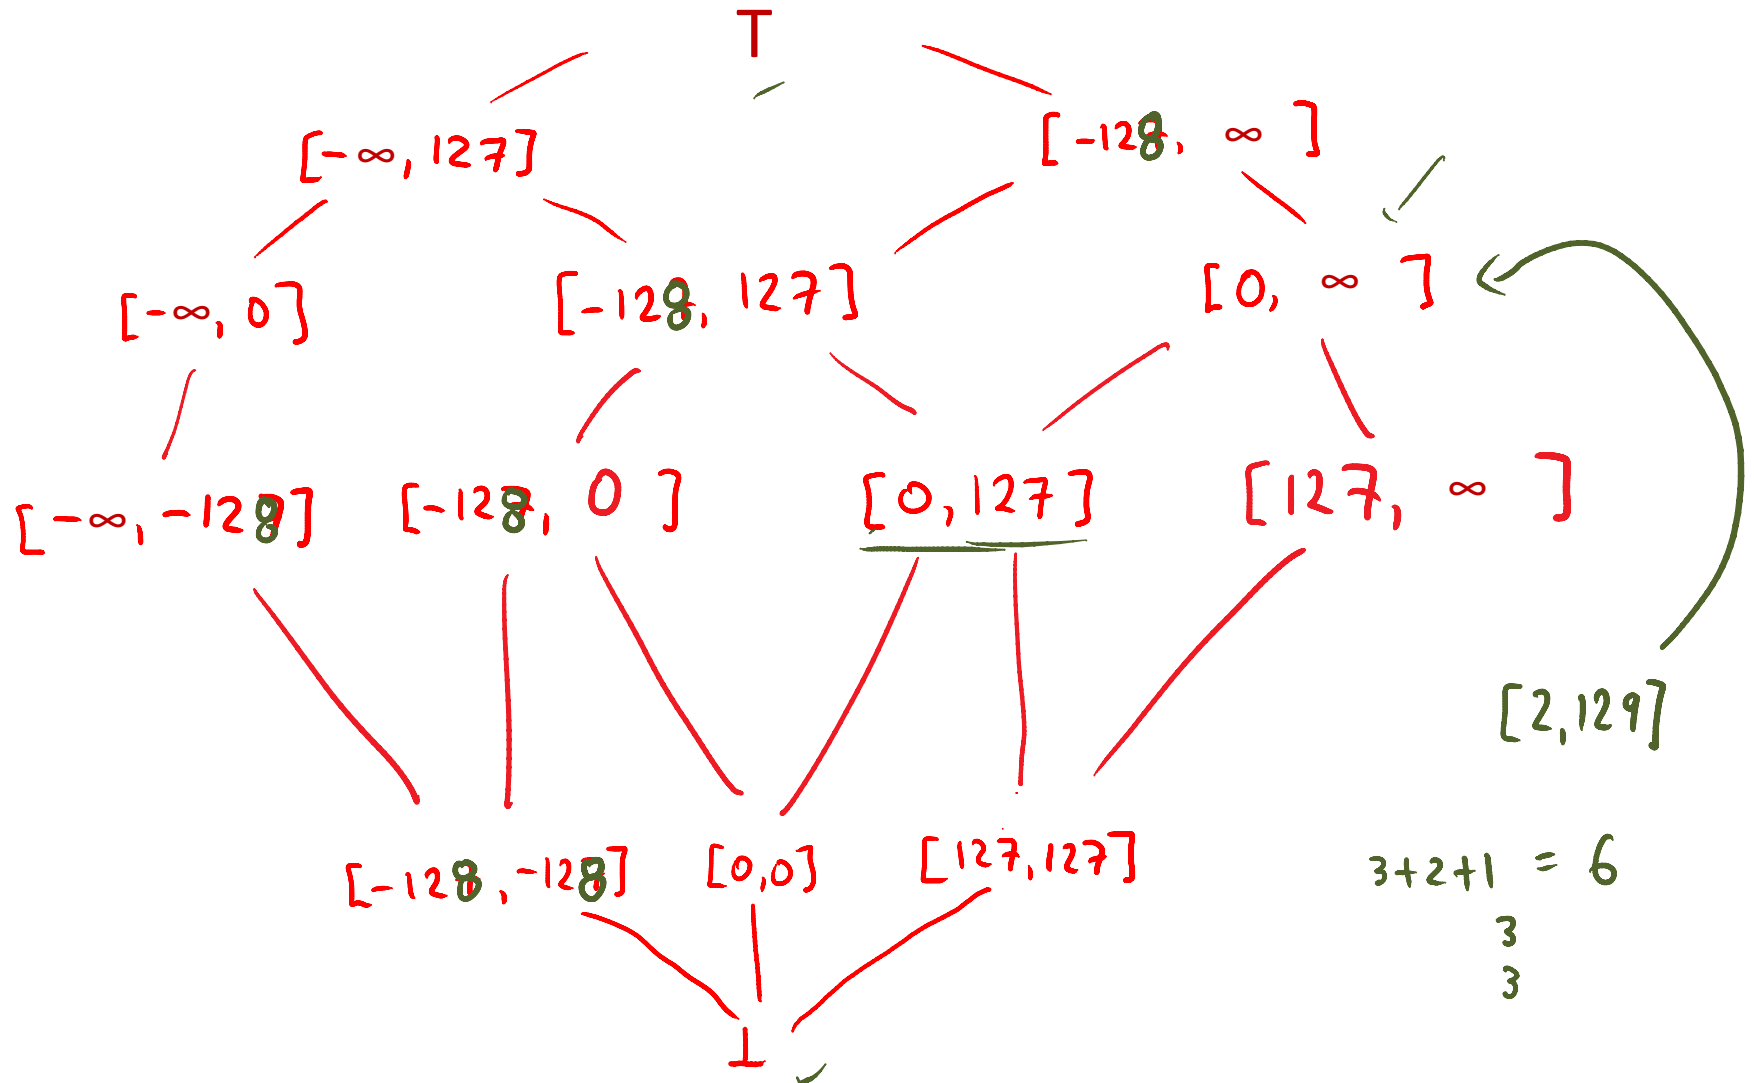 T
[-∞, 127] [-128, ∞ ]
[-∞, 0] [-128, 127] [0, ∞ ]
[-∞, -128] [-128, 0 ] [0, 127] [127, ∞ ]
[2, 129]
[-128, -128] [0,0] [127, 127] 3+2+1 = 6
3
3
⊥